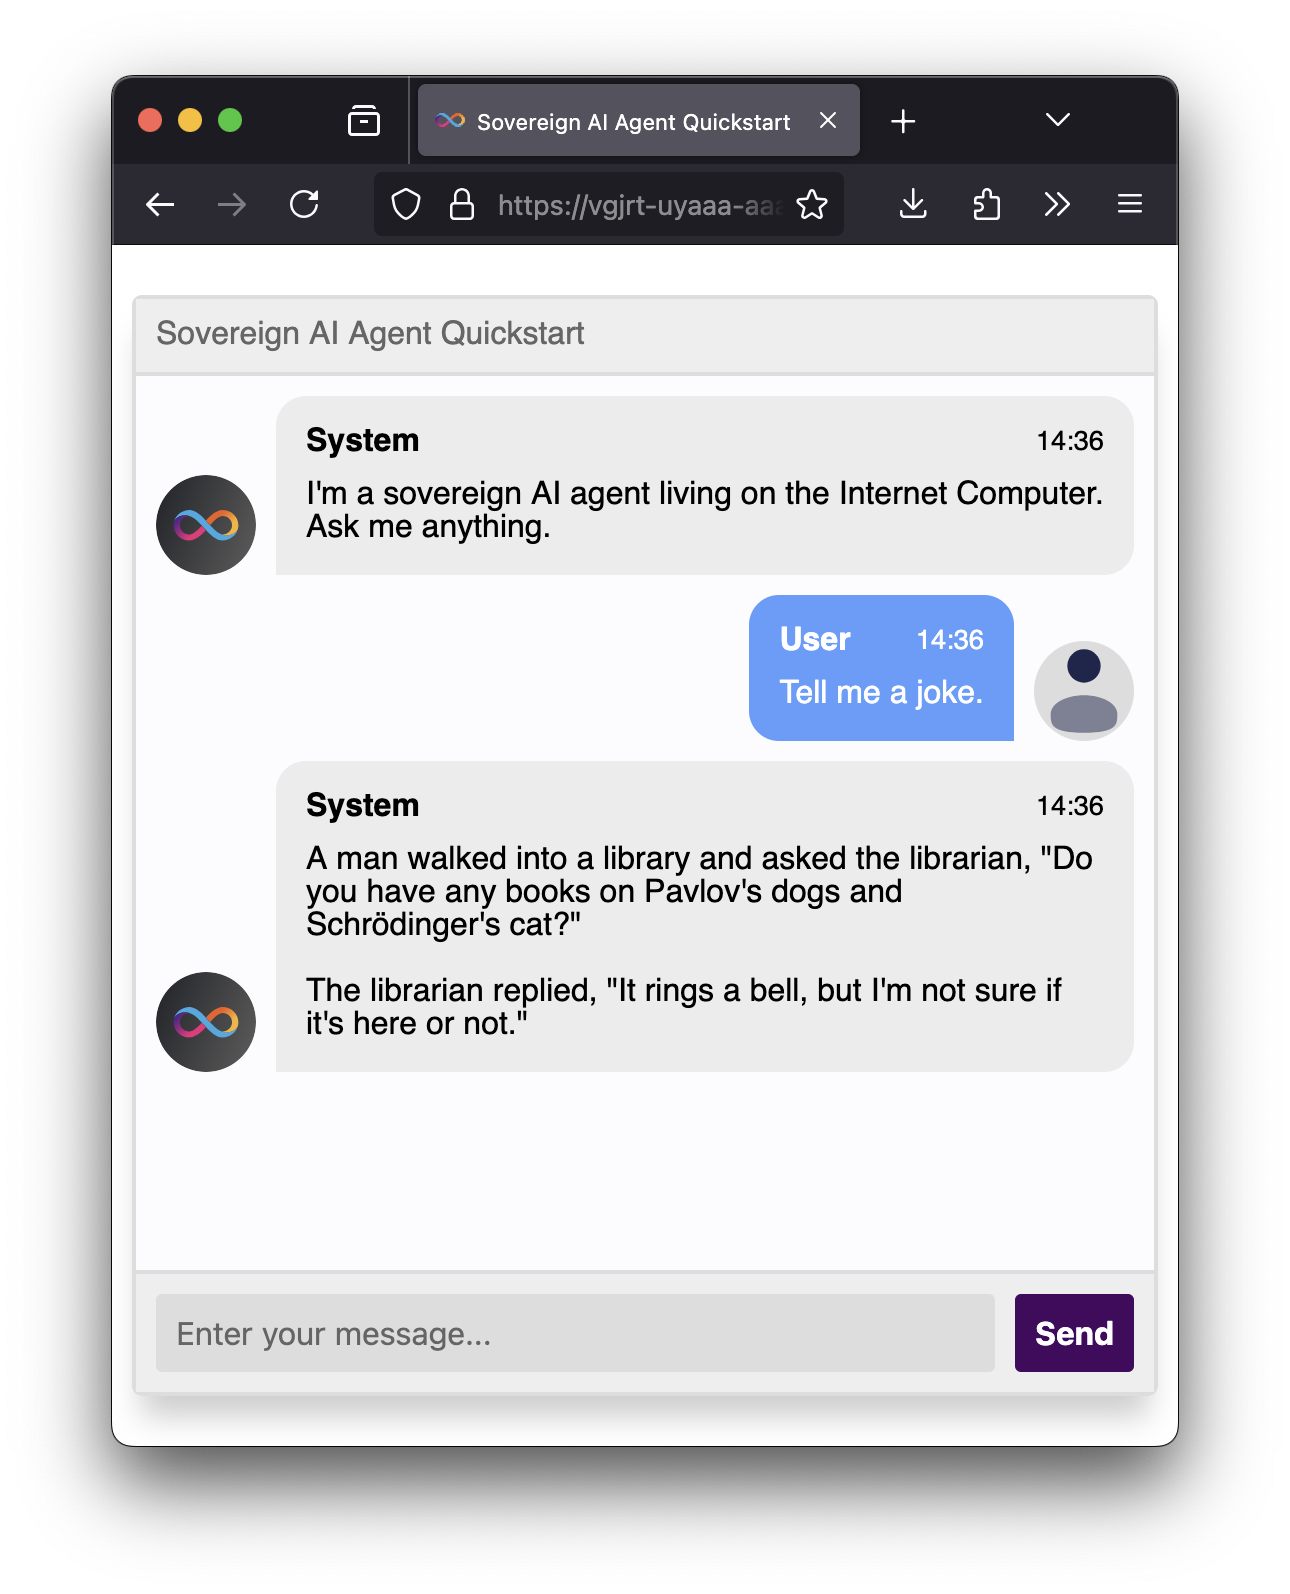 Sovereign AI Agent Quickstart
https://vgjrt-uyaaa-aaa
Sovereign AI Agent Quickstart
System 14:36
I'm a sovereign AI agent living on the Internet Computer.
Ask me anything.
User 14:36
Tell me a joke.
System 14:36
A man walked into a library and asked the librarian, "Do
you have any books on Pavlov's dogs and
Schrödinger's cat?"
The librarian replied, "It rings a bell, but I'm not sure if
it's here or not."
Enter your message...
Send